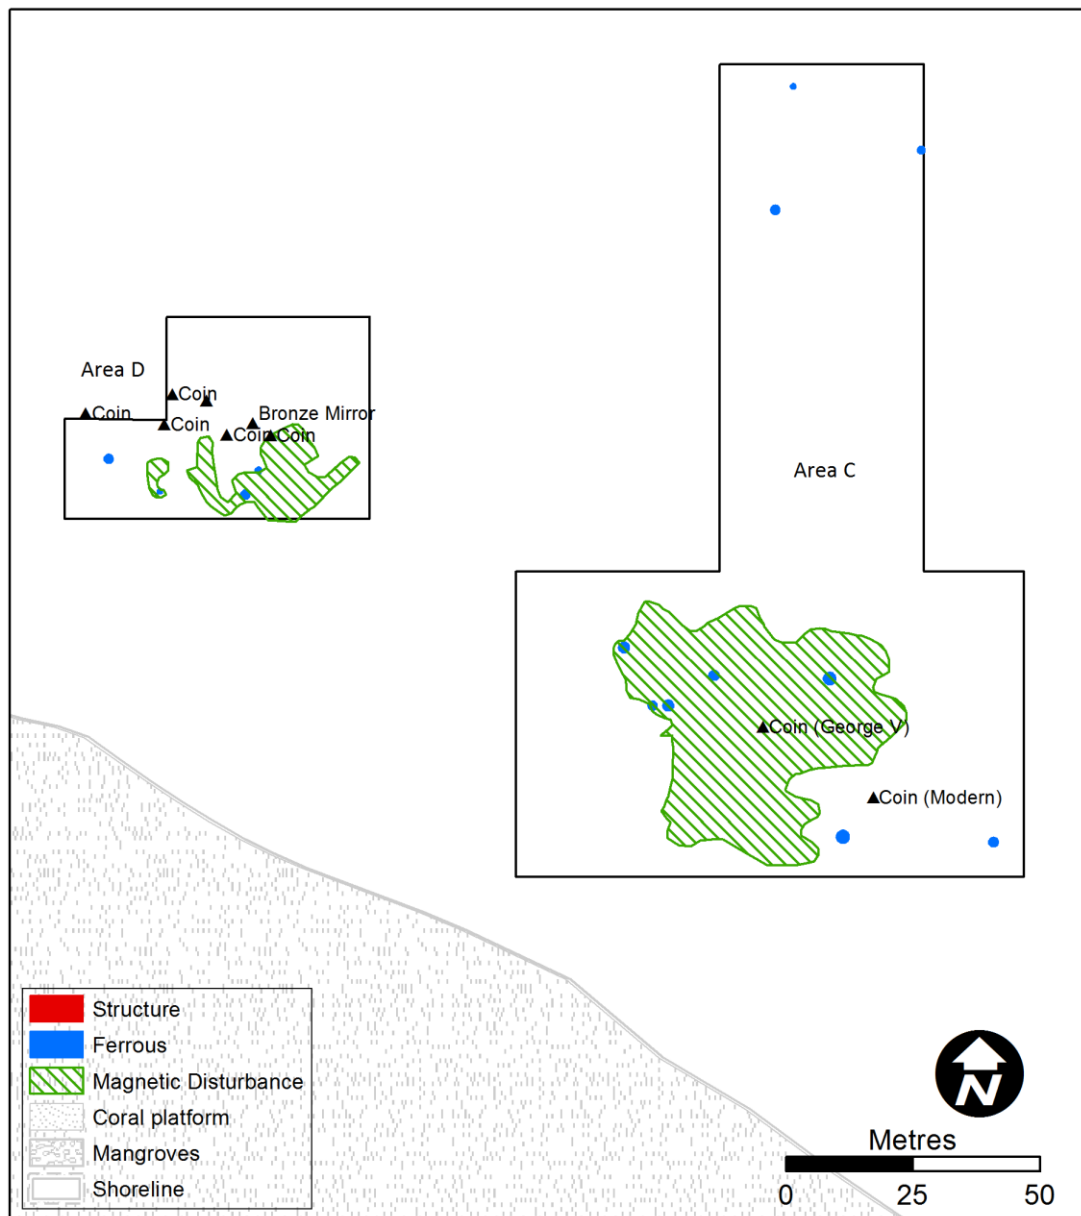 Area D
Coin
Coin
Coin
Bronze Mirror
Coin
Coin
Area C
Coin (George V)
Coin (Modern)
Structure
Ferrous
Magnetic Disturbance
Coral platform
Mangroves
Shoreline
N
Metres
0 25 50